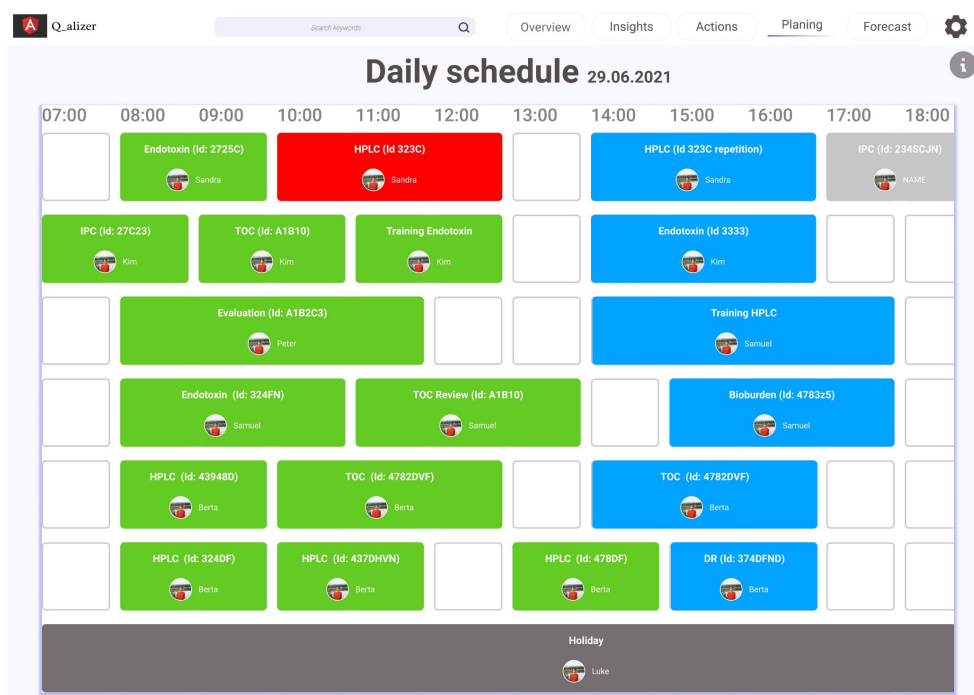 Q_alizer
Search keywords
Overview
Insights
Actions
Planing
Forecast
Daily schedule 29.06.2021
07:00 08:00 09:00 10:00 11:00 12:00 13:00 14:00 15:00 16:00 17:00 18:00
Endotoxin (Id: 2725C)
Sandra
HPLC (Id 323C)
Sandra
HPLC (Id 323C repetition)
Sandra
IPC (Id: 234SCJN)
NAME
IPC (Id: 27C23)
Kim
TOC (Id: A1B10)
Kim
Training Endotoxin
Kim
Endotoxin (Id 3333)
Kim
Evaluation (Id: A1B2C3)
Peter
Training HPLC
Samuel
Endotoxin (Id: 324FN)
Samuel
TOC Review (Id: A1B10)
Samuel
Bioburden (Id: 4783z5)
Samuel
HPLC (Id: 43948D)
Berta
TOC (Id: 4782DVF)
Berta
TOC (Id: 4782DVF)
Berta
HPLC (Id: 324DF)
Berta
HPLC (Id: 437DHVN)
Berta
HPLC (Id: 478DF)
Berta
DR (Id: 374DFND)
Berta
Holiday
Luke